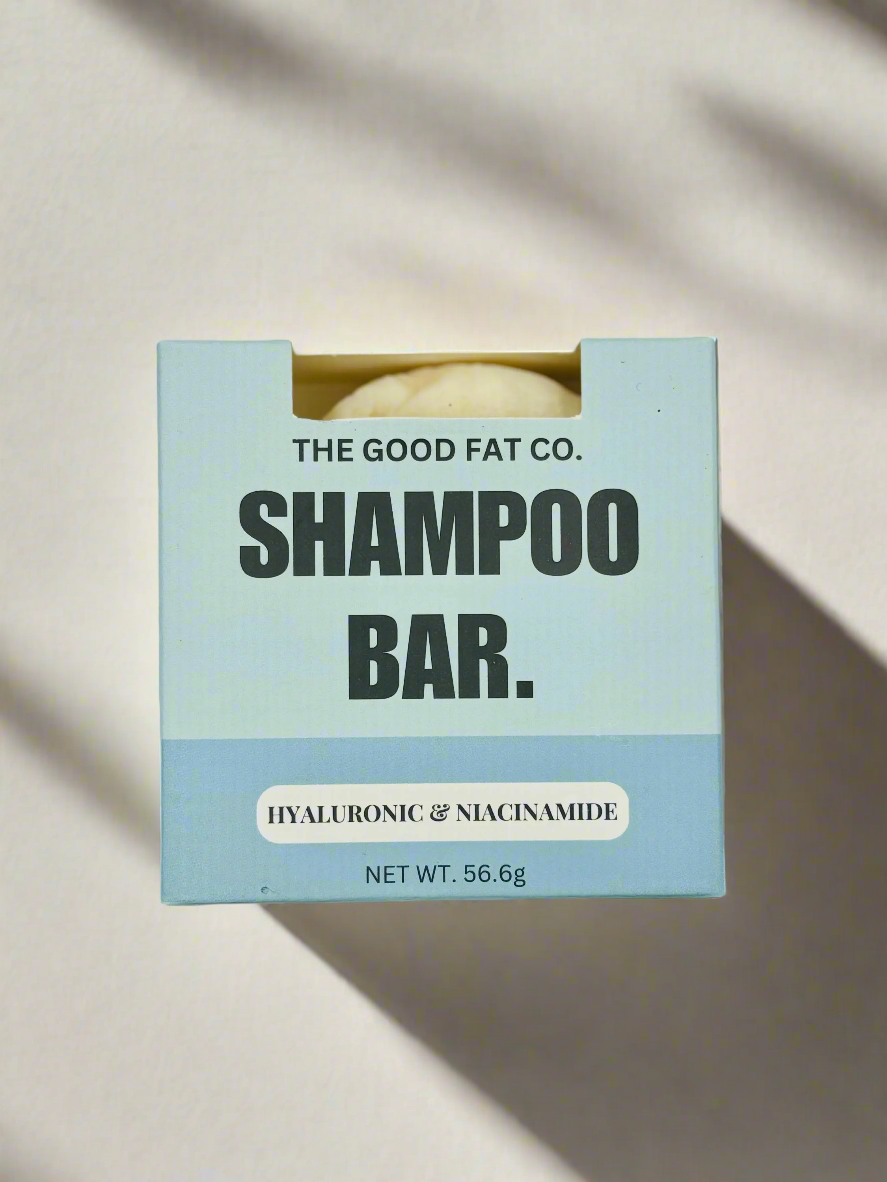 THE GOOD FAT CO.
SHAMPOO
BAR.
HYALURONIC & NIACINAMIDE
NET WT. 56.6g